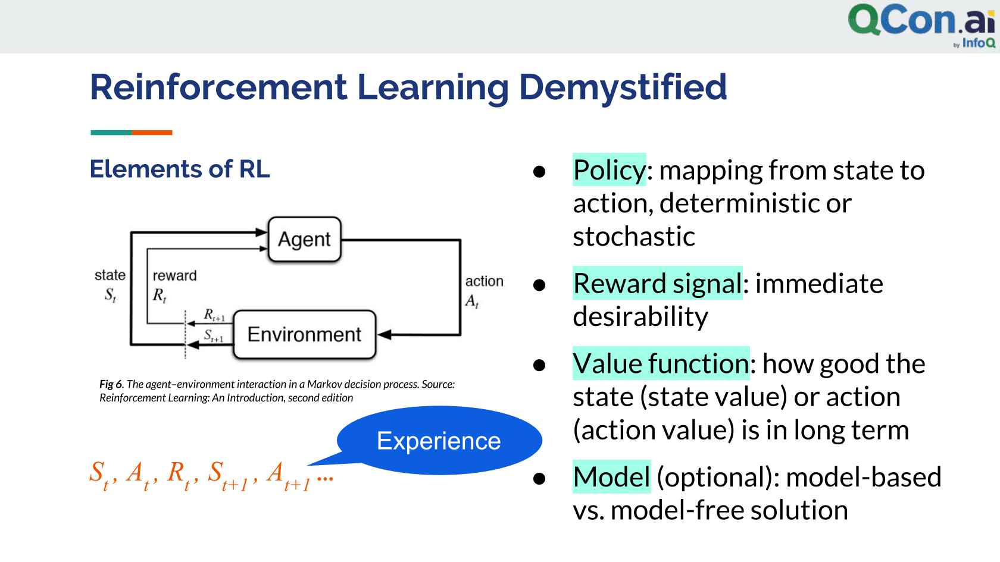 QCon.ai
by InfoQ
Reinforcement Learning Demystified
Elements of RL
Agent
state
S_t
reward
R_t
action
A_t
R_{t+1}
S_{t+1}
Environment
Fig 6. The agent–environment interaction in a Markov decision process. Source:
Reinforcement Learning: An Introduction, second edition
Experience
S_t , A_t , R_t , S_{t+1} , A_{t+1} ...
● Policy: mapping from state to
action, deterministic or
stochastic
● Reward signal: immediate
desirability
● Value function: how good the
state (state value) or action
(action value) is in long term
● Model (optional): model-based
vs. model-free solution